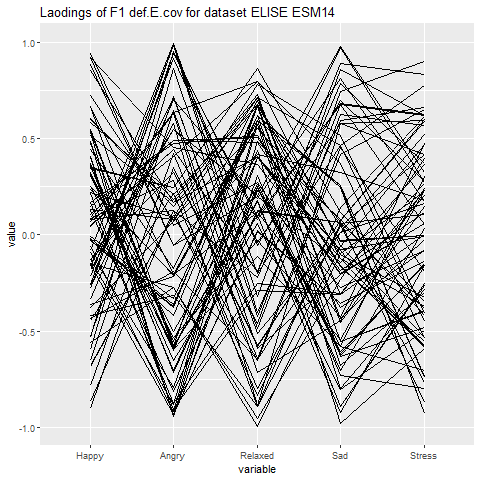 Laodings of F1 def.E.cov for dataset ELISE ESM14
1.0
0.5
0.0
-0.5
-1.0
value
Happy Angry Relaxed Sad Stress
variable